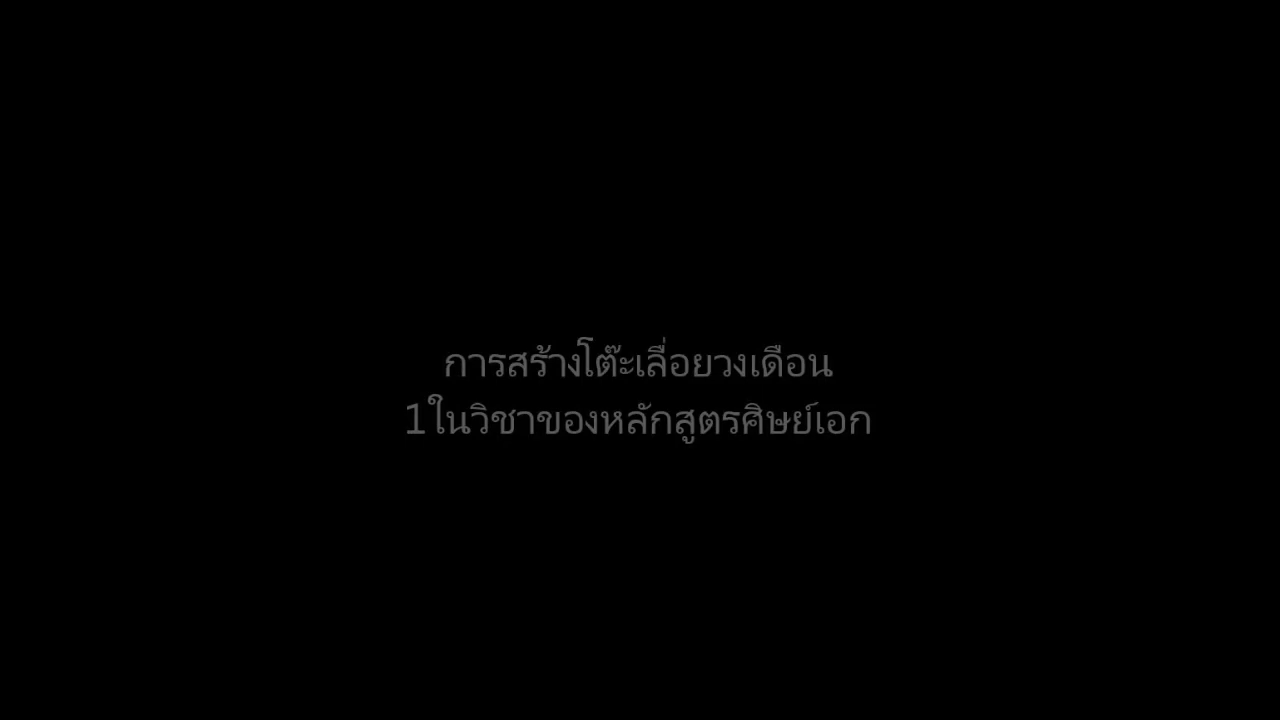 การสร้างโต๊ะเลื่อยวงเดือน
1ในวิชาของหลักสูตรศิษย์เอก